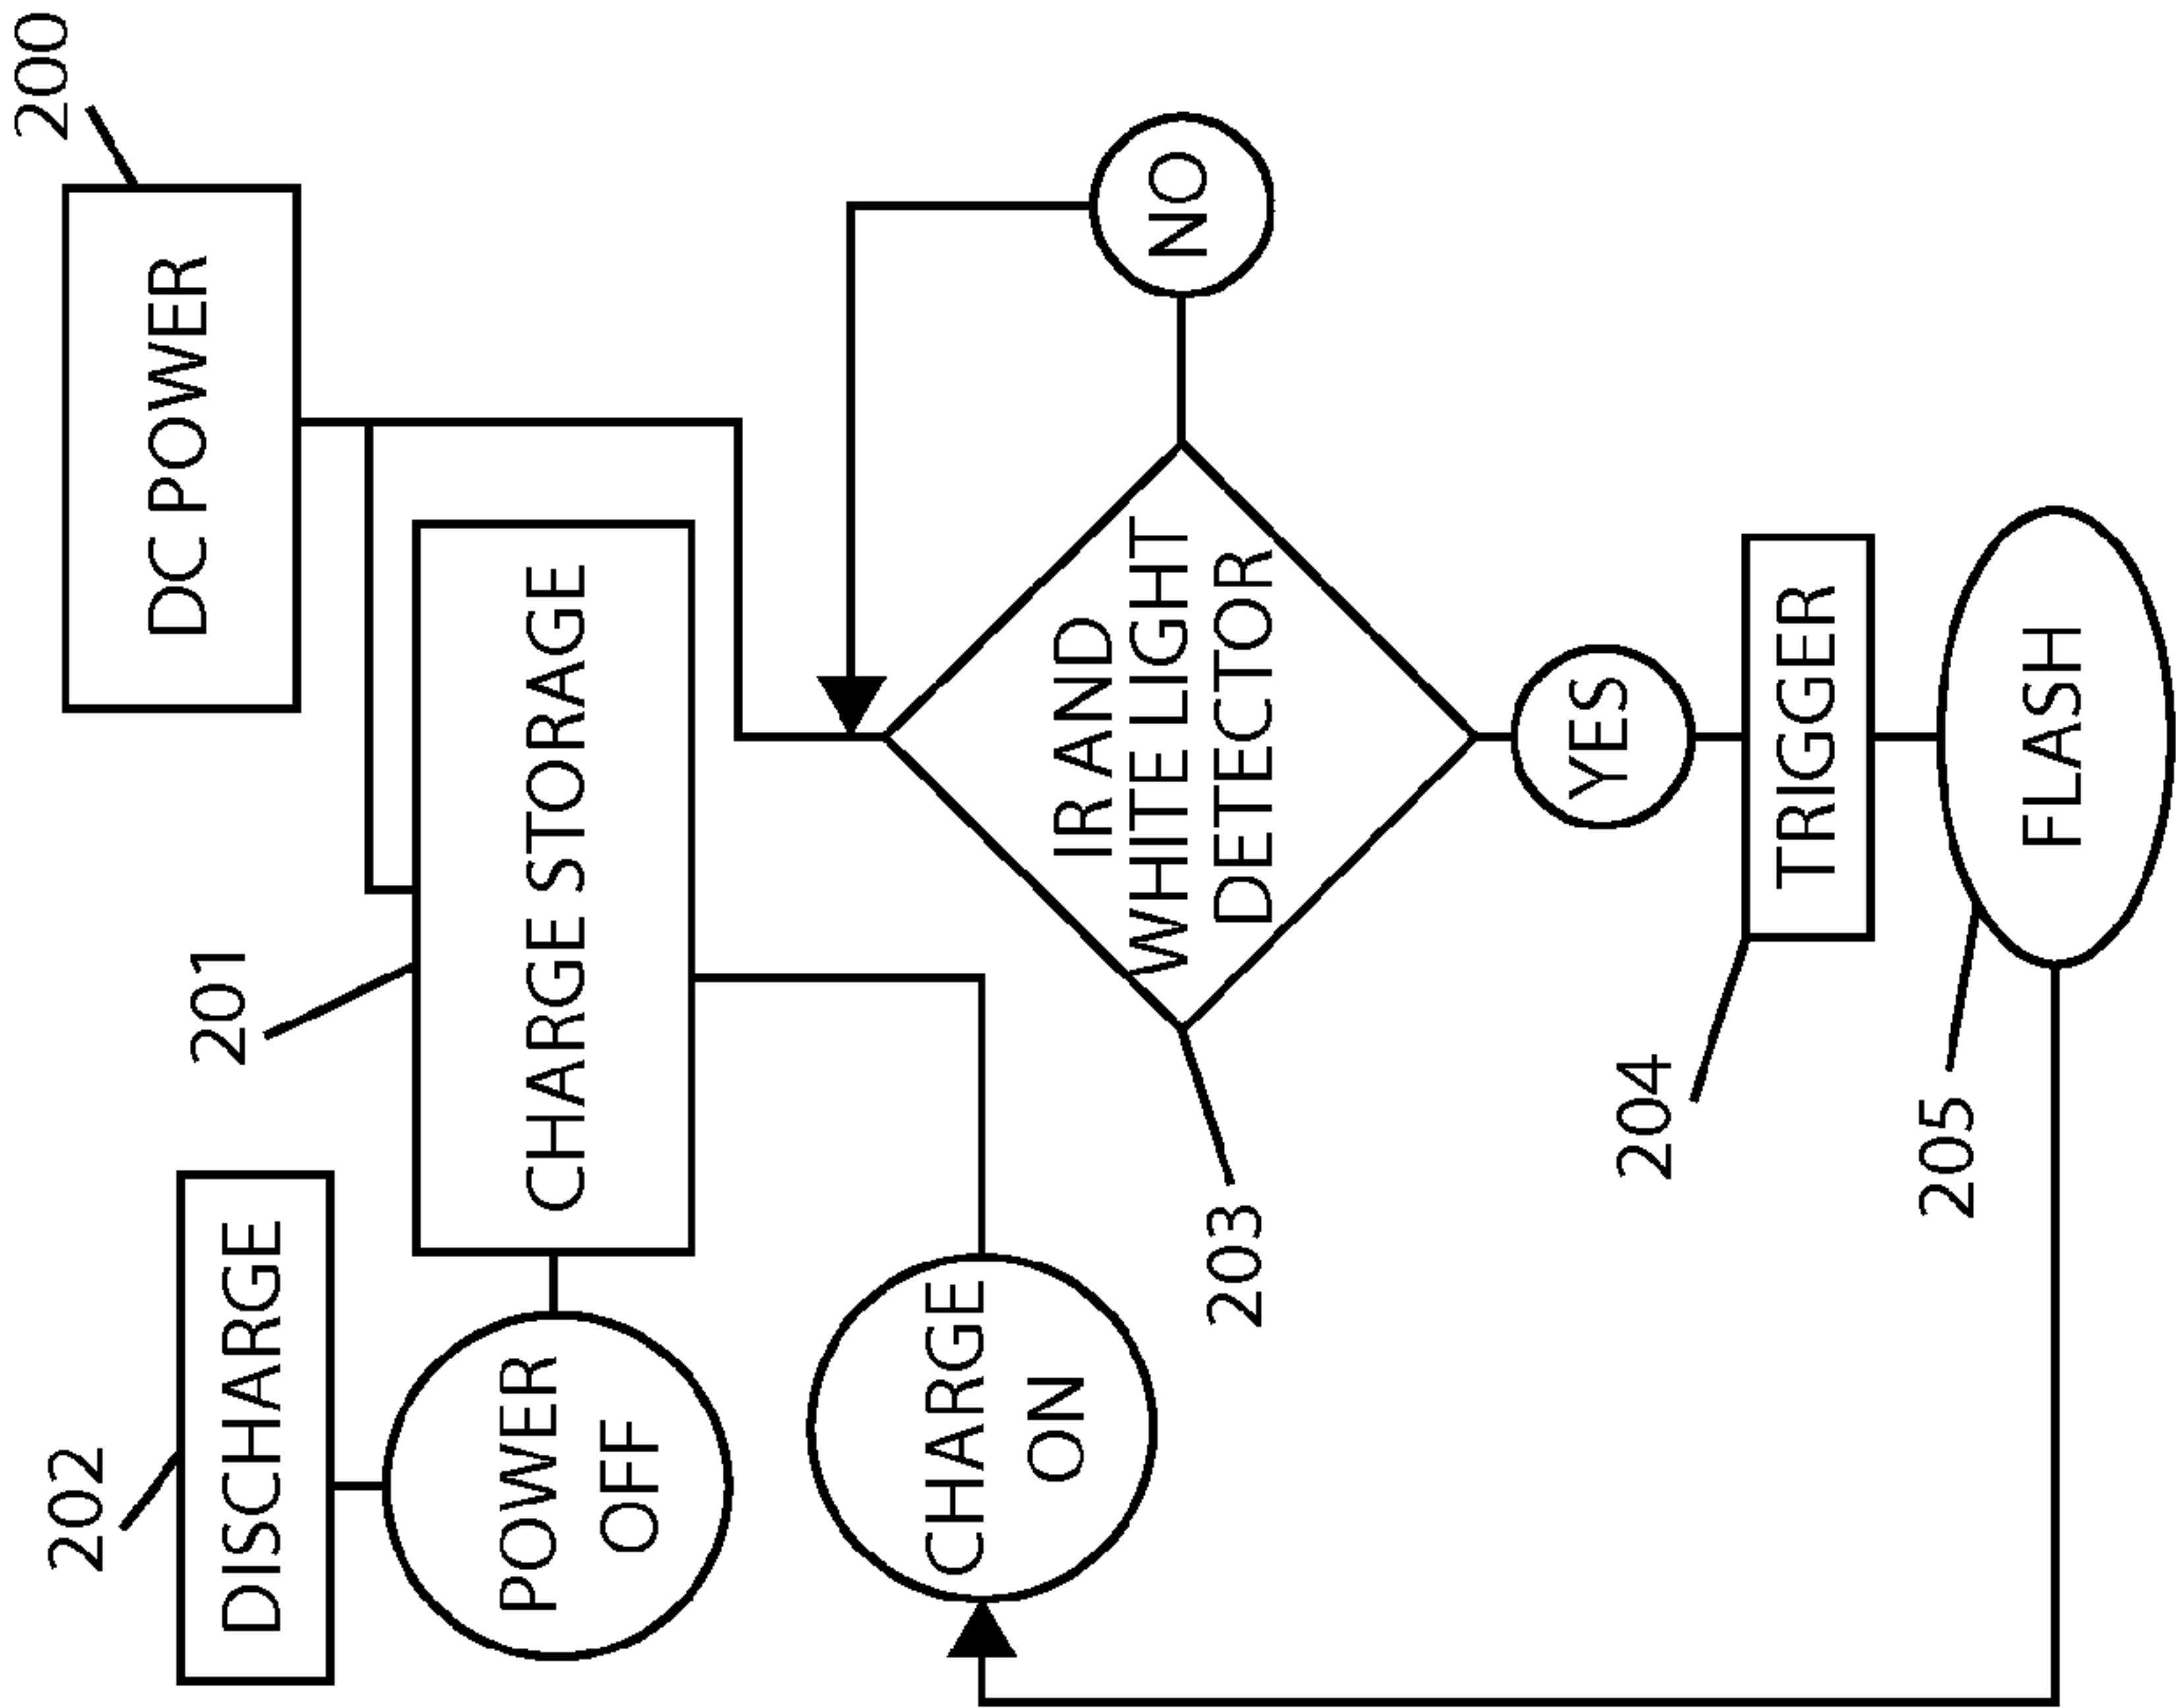 200
DC POWER
201
CHARGE STORAGE
202
DISCHARGE
POWER
OFF
CHARGE
ON
IR AND
WHITE LIGHT
DETECTOR
203
NO
YES
204
TRIGGER
205
FLASH